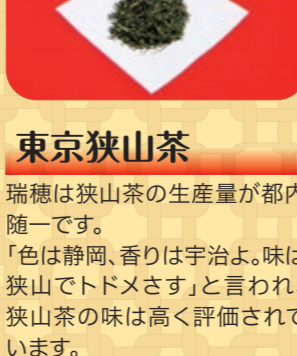 東京狭山茶
瑞穂は狭山茶の生産量が都内
随一です。
「色は静岡、香りは宇治よ。味は
狭山でトドメさす」と言われ
狭山茶の味は高く評価されて
います。